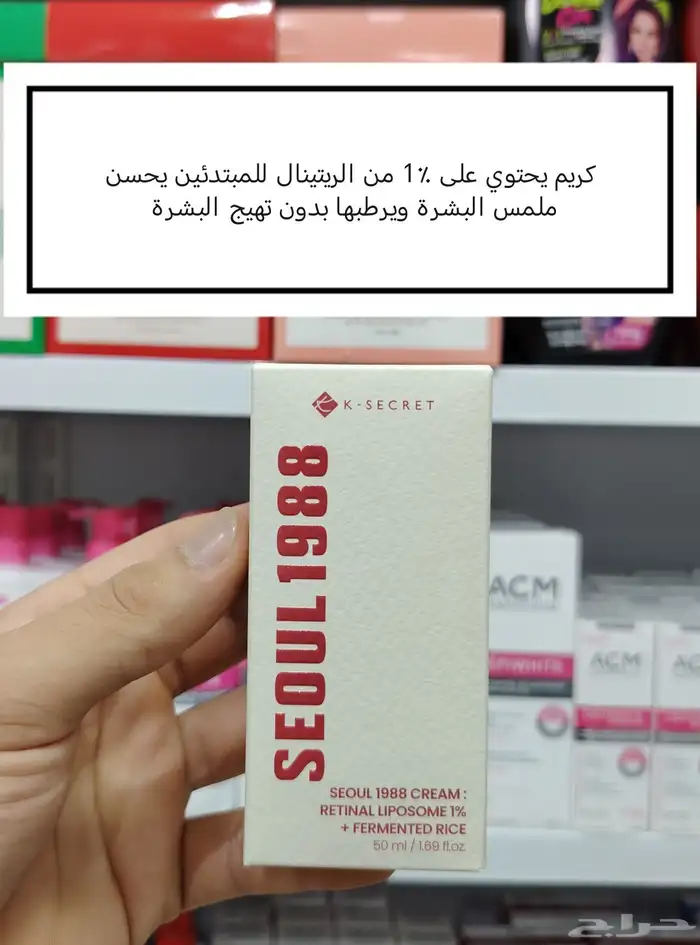 كريم يحتوي على 1٪ من الريتينال للمبتدئين يحسن
ملمس البشرة ويرطبها بدون تهيج البشرة
K-SECRET
SEOUL1988
SEOUL 1988 CREAM :
RETINAL LIPOSOME 1%
+ FERMENTED RICE
50 ml / 1.69 fl.oz.
ACM
ACM
حراج